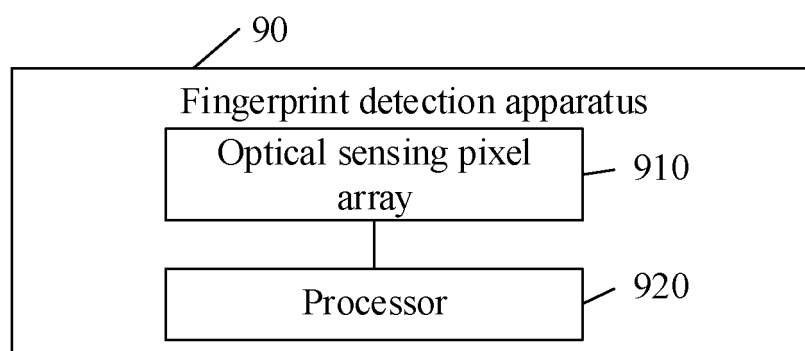 90
Fingerprint detection apparatus
Optical sensing pixel
array
910
Processor
920